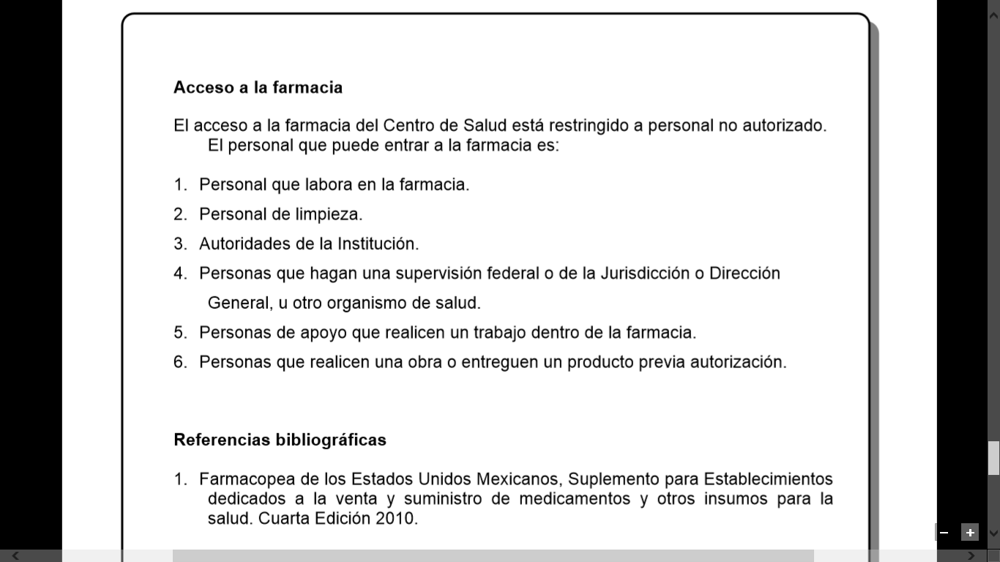 Acceso a la farmacia
El acceso a la farmacia del Centro de Salud está restringido a personal no autorizado.
El personal que puede entrar a la farmacia es:
1. Personal que labora en la farmacia.
2. Personal de limpieza.
3. Autoridades de la Institución.
4. Personas que hagan una supervisión federal o de la Jurisdicción o Dirección
General, u otro organismo de salud.
5. Personas de apoyo que realicen un trabajo dentro de la farmacia.
6. Personas que realicen una obra o entreguen un producto previa autorización.
Referencias bibliográficas
1. Farmacopea de los Estados Unidos Mexicanos, Suplemento para Establecimientos
dedicados a la venta y suministro de medicamentos y otros insumos para la
salud. Cuarta Edición 2010.